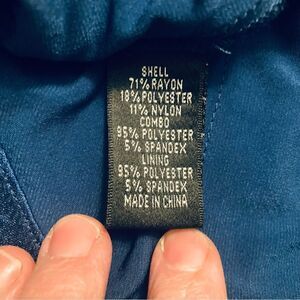 SHELL
71% RAYON
18% POLYESTER
11% NYLON
COMBO
95% POLYESTER
5% SPANDEX
LINING
95% POLYESTER
5% SPANDEX
MADE IN CHINA